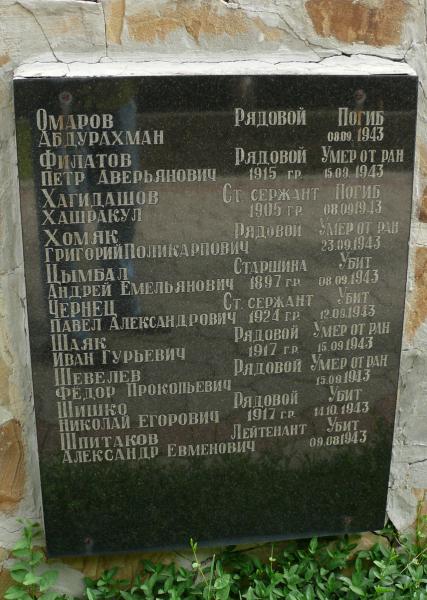 Омаров Рядовой Погиб
Абдурахман 08.09.1943
Филатов Рядовой Умер от ран
Петр Аверьянович 1915 г.р. 15.09.1943
Хагидашов Ст. сержант Погиб
Хашракул 1905 г.р. 08.09.1943
Хомяк Рядовой Умер от ран
Григорий Поликарпович 23.09.1943
Цымбал Старшина Убит
Андрей Емельянович 1897 г.р. 08.09.1943
Чернец Ст. сержант Убит
Павел Александрович 1924 г.р. 12.09.1943
Шаяк Рядовой Умер от ран
Иван Гурьевич 1917 г.р. 15.09.1943
Шевелев Рядовой Умер от ран
Фёдор Прокопьевич 15.09.1943
Шишко Рядовой Убит
Николай Егорович 1917 г.р. 14.10.1943
Шпитаков Лейтенант Убит
Александр Евменович 09.08.1943